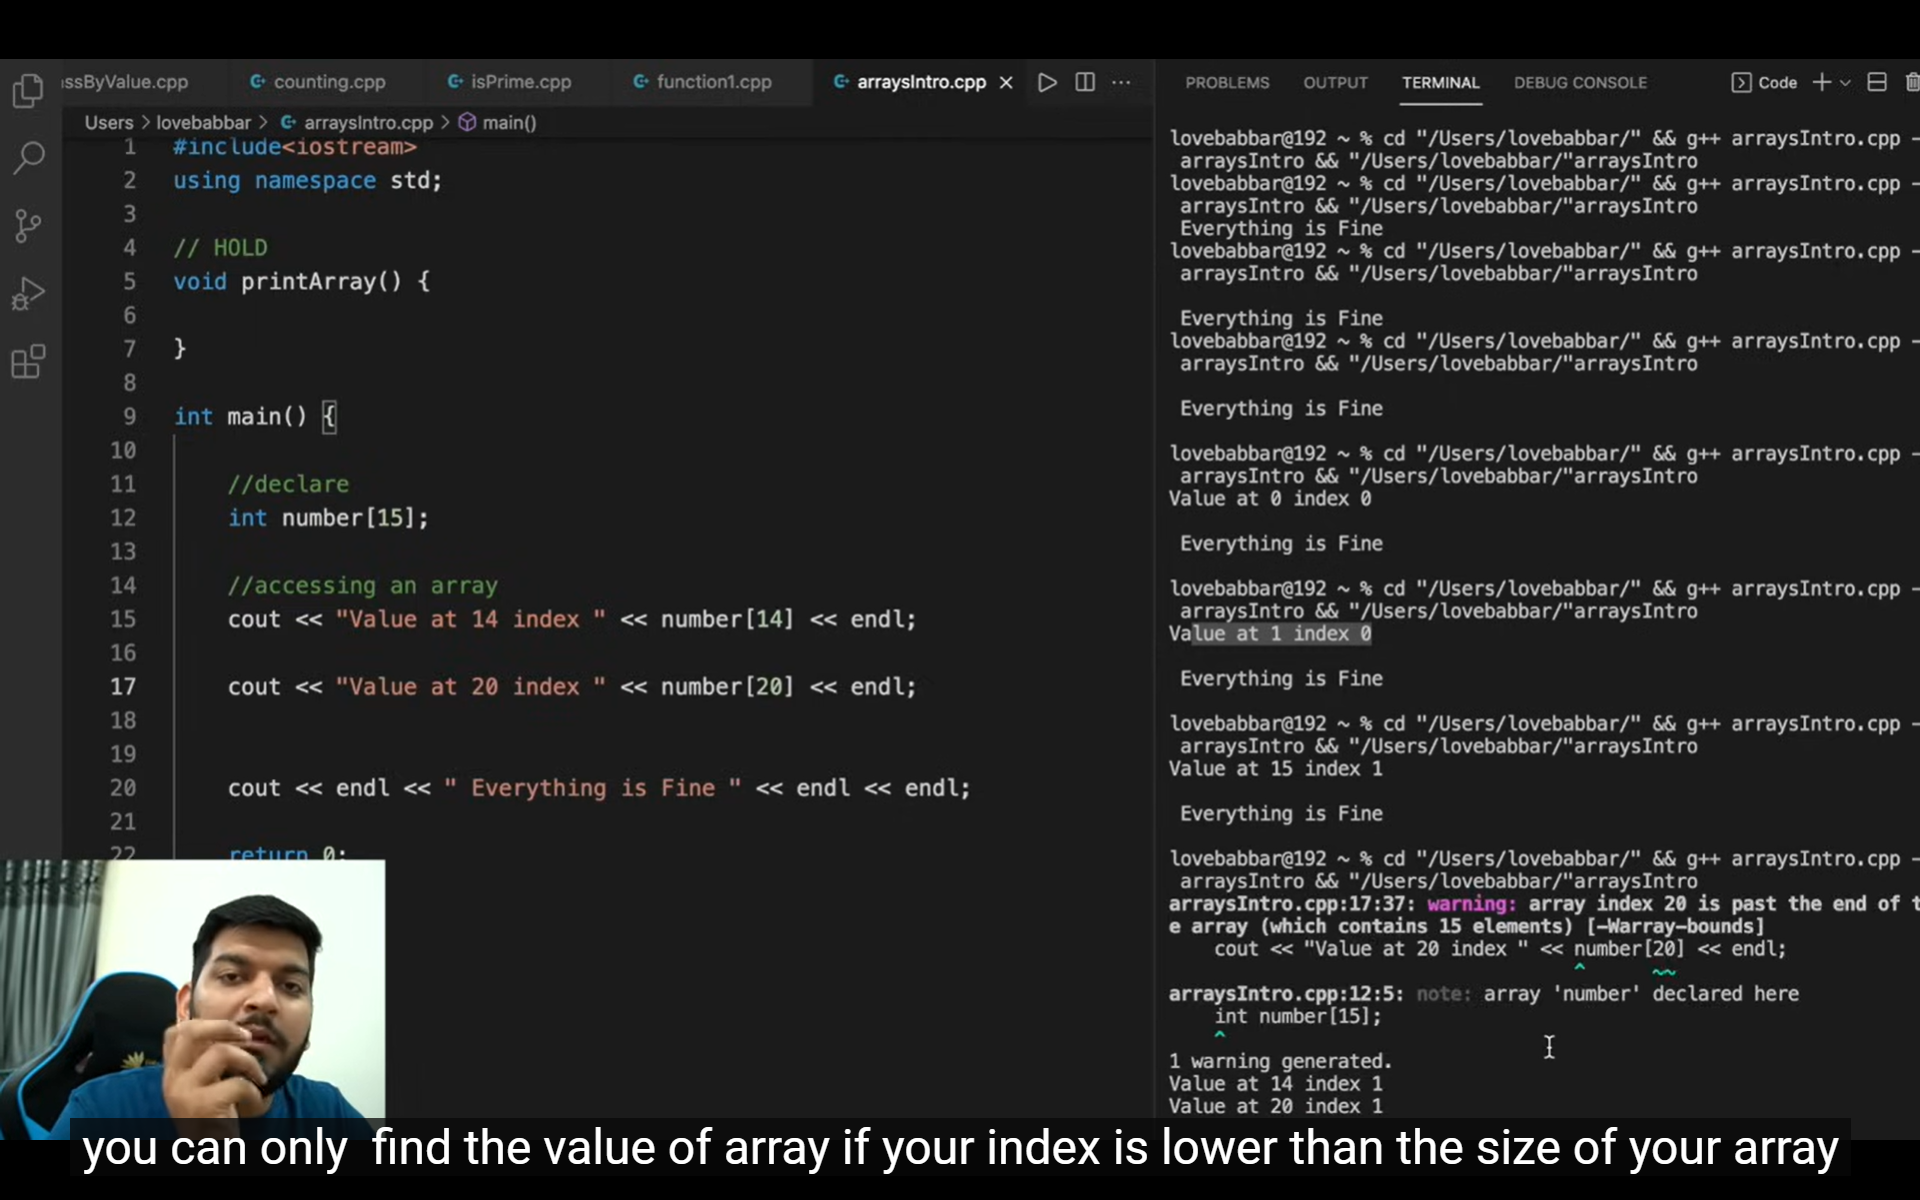 ssByValue.cpp counting.cpp isPrime.cpp function1.cpp arraysIntro.cpp
Users > lovebabbar > arraysIntro.cpp > main()
1 #include<iostream>
2 using namespace std;
3
4 // HOLD
5 void printArray() {
6
7 }
8
9 int main() {
10
11 //declare
12 int number[15];
13
14 //accessing an array
15 cout << "Value at 14 index " << number[14] << endl;
16
17 cout << "Value at 20 index " << number[20] << endl;
18
19
20 cout << endl << " Everything is Fine " << endl << endl;
21
22 return 0;
PROBLEMS OUTPUT TERMINAL DEBUG CONSOLE Code
lovebabbar@192 ~ % cd "/Users/lovebabbar/" && g++ arraysIntro.cpp -
arraysIntro && "/Users/lovebabbar/"arraysIntro
lovebabbar@192 ~ % cd "/Users/lovebabbar/" && g++ arraysIntro.cpp -
arraysIntro && "/Users/lovebabbar/"arraysIntro
Everything is Fine
lovebabbar@192 ~ % cd "/Users/lovebabbar/" && g++ arraysIntro.cpp -
arraysIntro && "/Users/lovebabbar/"arraysIntro
Everything is Fine
lovebabbar@192 ~ % cd "/Users/lovebabbar/" && g++ arraysIntro.cpp -
arraysIntro && "/Users/lovebabbar/"arraysIntro
Everything is Fine
lovebabbar@192 ~ % cd "/Users/lovebabbar/" && g++ arraysIntro.cpp -
arraysIntro && "/Users/lovebabbar/"arraysIntro
Value at 0 index 0
Everything is Fine
lovebabbar@192 ~ % cd "/Users/lovebabbar/" && g++ arraysIntro.cpp -
arraysIntro && "/Users/lovebabbar/"arraysIntro
Value at 1 index 0
Everything is Fine
lovebabbar@192 ~ % cd "/Users/lovebabbar/" && g++ arraysIntro.cpp -
arraysIntro && "/Users/lovebabbar/"arraysIntro
Value at 15 index 1
Everything is Fine
lovebabbar@192 ~ % cd "/Users/lovebabbar/" && g++ arraysIntro.cpp -
arraysIntro && "/Users/lovebabbar/"arraysIntro
arraysIntro.cpp:17:37: warning: array index 20 is past the end of t
e array (which contains 15 elements) [-Warray-bounds]
cout << "Value at 20 index " << number[20] << endl;
^ ~~
arraysIntro.cpp:12:5: note: array 'number' declared here
int number[15];
^
1 warning generated.
Value at 14 index 1
Value at 20 index 1
you can only find the value of array if your index is lower than the size of your array